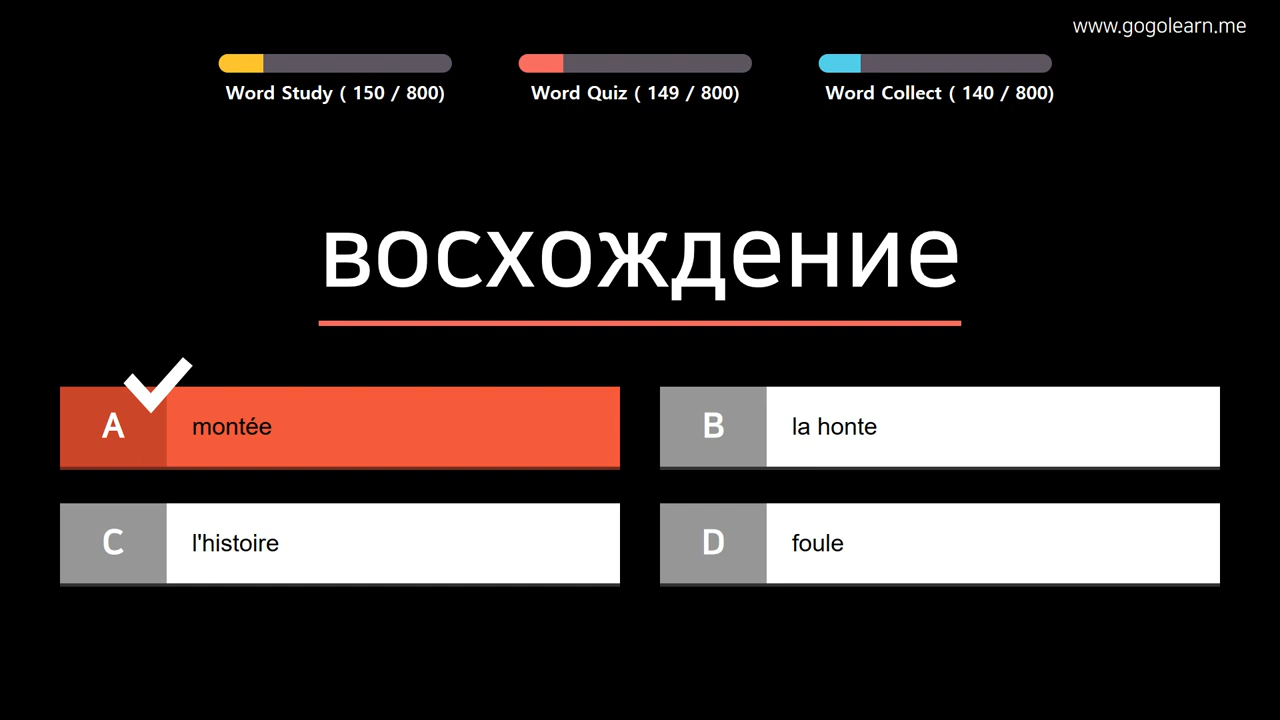 www.gogolearn.me
Word Study ( 150 / 800)
Word Quiz ( 149 / 800)
Word Collect ( 140 / 800)
восхождение
A montée
B la honte
C l'histoire
D foule